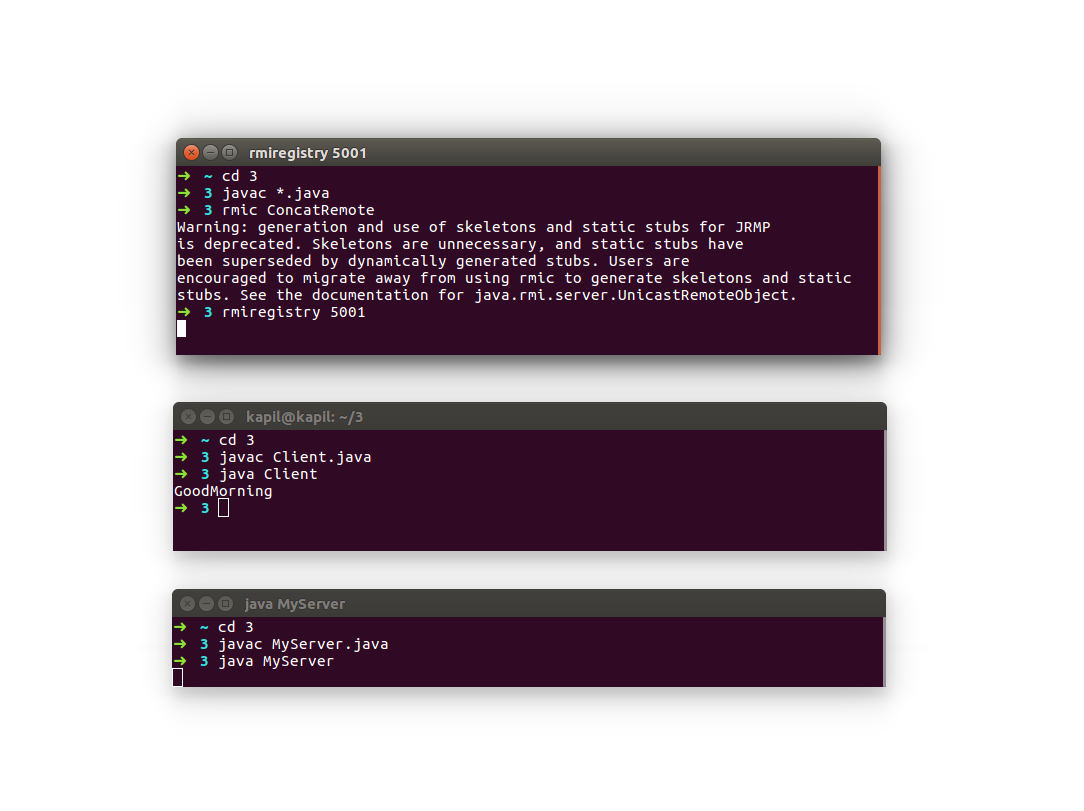 rmiregistry 5001
➜ ~ cd 3
➜ 3 javac *.java
➜ 3 rmic ConcatRemote
Warning: generation and use of skeletons and static stubs for JRMP
is deprecated. Skeletons are unnecessary, and static stubs have
been superseded by dynamically generated stubs. Users are
encouraged to migrate away from using rmic to generate skeletons and static
stubs. See the documentation for java.rmi.server.UnicastRemoteObject.
➜ 3 rmiregistry 5001
kapil@kapil: ~/3
➜ ~ cd 3
➜ 3 javac Client.java
➜ 3 java Client
GoodMorning
➜ 3
java MyServer
➜ ~ cd 3
➜ 3 javac MyServer.java
➜ 3 java MyServer